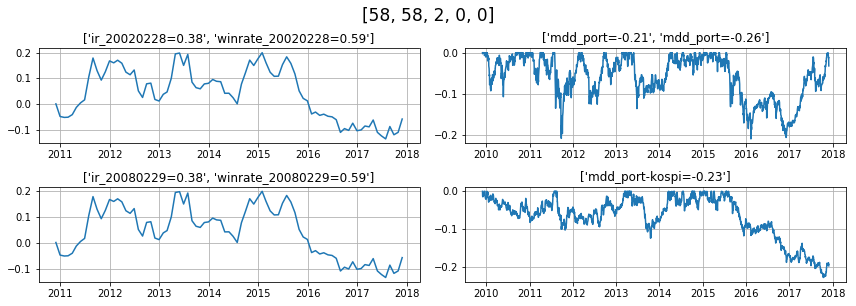 [58, 58, 2, 0, 0]
['ir_20020228=0.38', 'winrate_20020228=0.59']
0.2
0.1
0.0
−0.1
2011 2012 2013 2014 2015 2016 2017 2018
['mdd_port=-0.21', 'mdd_port=-0.26']
0.0
−0.1
−0.2
2010 2011 2012 2013 2014 2015 2016 2017 2018
['ir_20080229=0.38', 'winrate_20080229=0.59']
0.2
0.1
0.0
−0.1
2011 2012 2013 2014 2015 2016 2017 2018
['mdd_port-kospi=-0.23']
0.0
−0.1
−0.2
2010 2011 2012 2013 2014 2015 2016 2017 2018